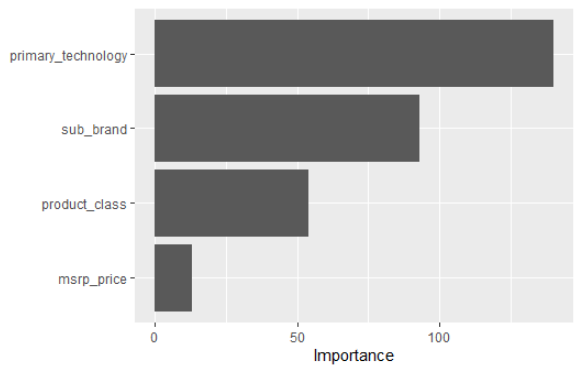 primary_technology
sub_brand
product_class
msrp_price
0 50 100
Importance